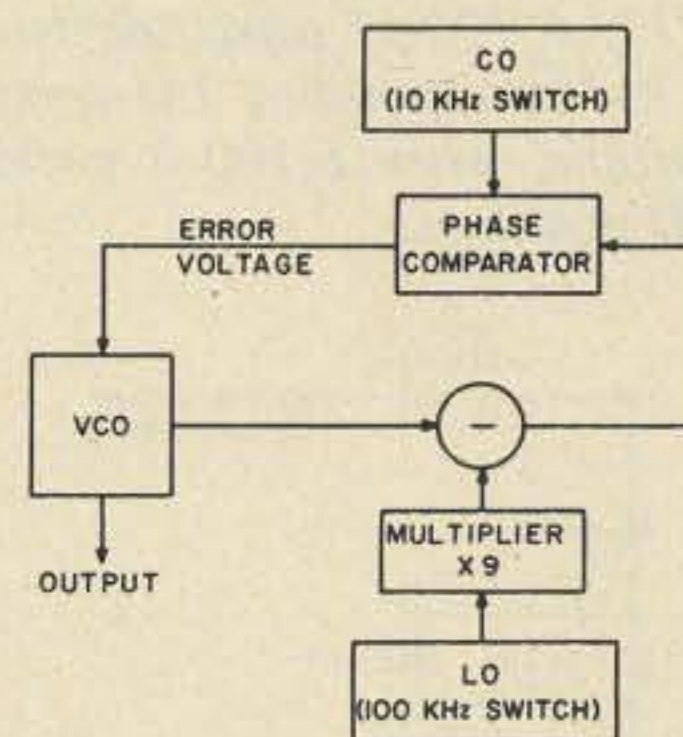 CO
(10 KHz SWITCH)
PHASE
COMPARATOR
ERROR
VOLTAGE
VCO
−
MULTIPLIER
X 9
OUTPUT
LO
(100 KHz SWITCH)